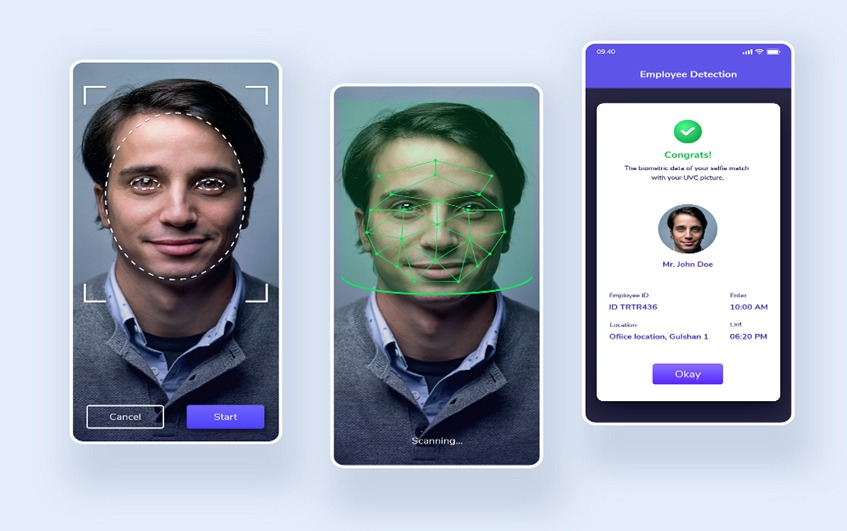 Cancel
Start
Scanning...
09.40
Employee Detection
Congrats!
The biometric data of your selfie match
with your UVC picture.
Mr. John Doe
Employee ID
Enter
ID TRTR436
10:00 AM
Location
Office location, Gulshan 1
06:20 PM
Okay